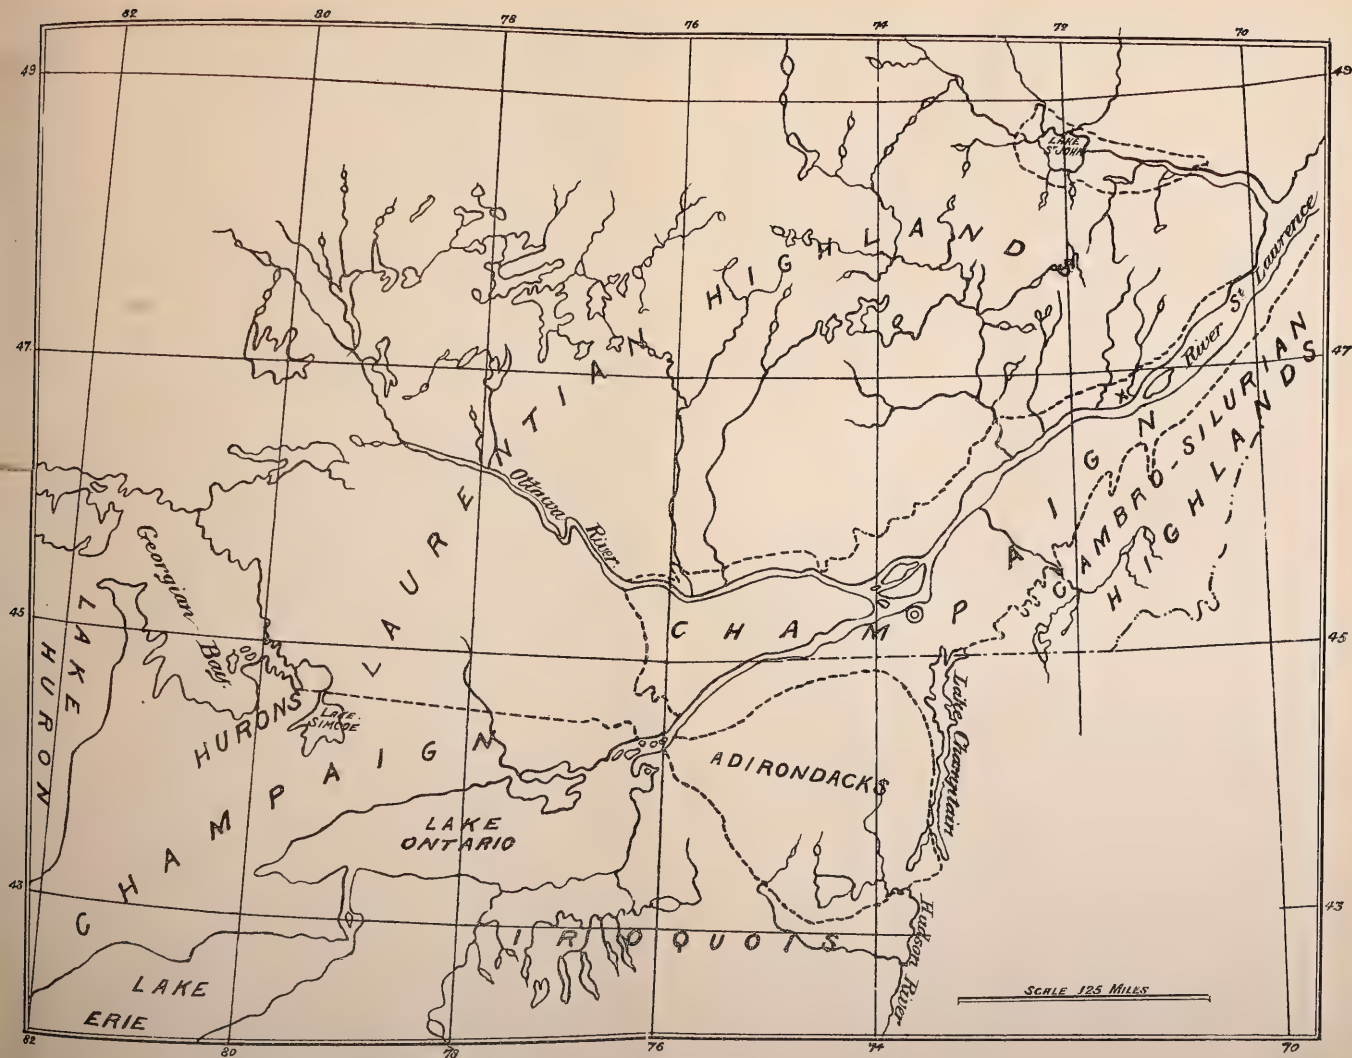 82 80 78 76 74 72 70
49 49
LAKE
ST JOHN
LAURENTIAN HIGHLAND
River St Lawrence
47. 47
CAMBRO-SILURIAN
HIGHLANDS
Ottawa River
Georgian Bay.
LAKE HURON
45 45
CHAMPAIGN
HURONS
LAKE
SIMCOE
CHAMPAIGN
ADIRONDACKS
Lake Champlain
LAKE
ONTARIO
43 43
IROQUOIS
Hudson River
LAKE
ERIE
SCALE 125 MILES
82 80 78 76 74 70